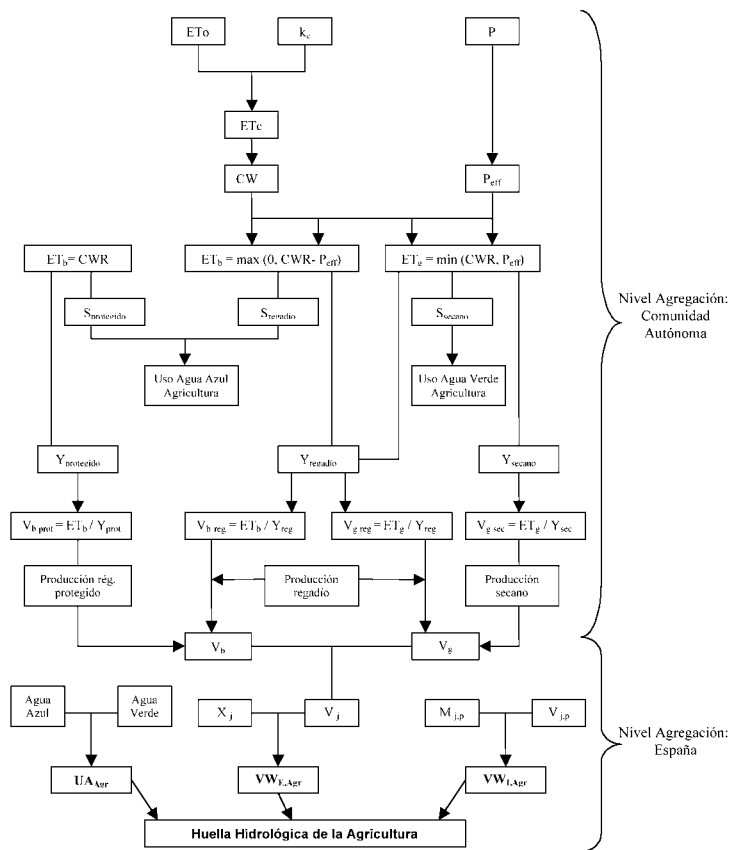 ETo
kc
P
ETc
CW
Peff
ETb= CWR
ETb = max (0, CWR- Peff)
ETg = min (CWR, Peff)
Sprotegido
Sregadío
Ssecano
Uso Agua Azul
Agricultura
Uso Agua Verde
Agricultura
Nivel Agregación:
Comunidad
Autónoma
Yprotegido
Yregadío
Ysecano
Vb prot = ETb / Yprot
Vb reg = ETb / Yreg
Vg reg = ETg / Yreg
Vg sec = ETg / Ysec
Producción rég.
protegido
Producción
regadío
Producción
secano
Vb
Vg
Agua
Azul
Agua
Verde
X j
V j
M j,p
V j,p
Nivel Agregación:
España
UAAgr
VWE,Agr
VWI,Agr
Huella Hidrológica de la Agricultura